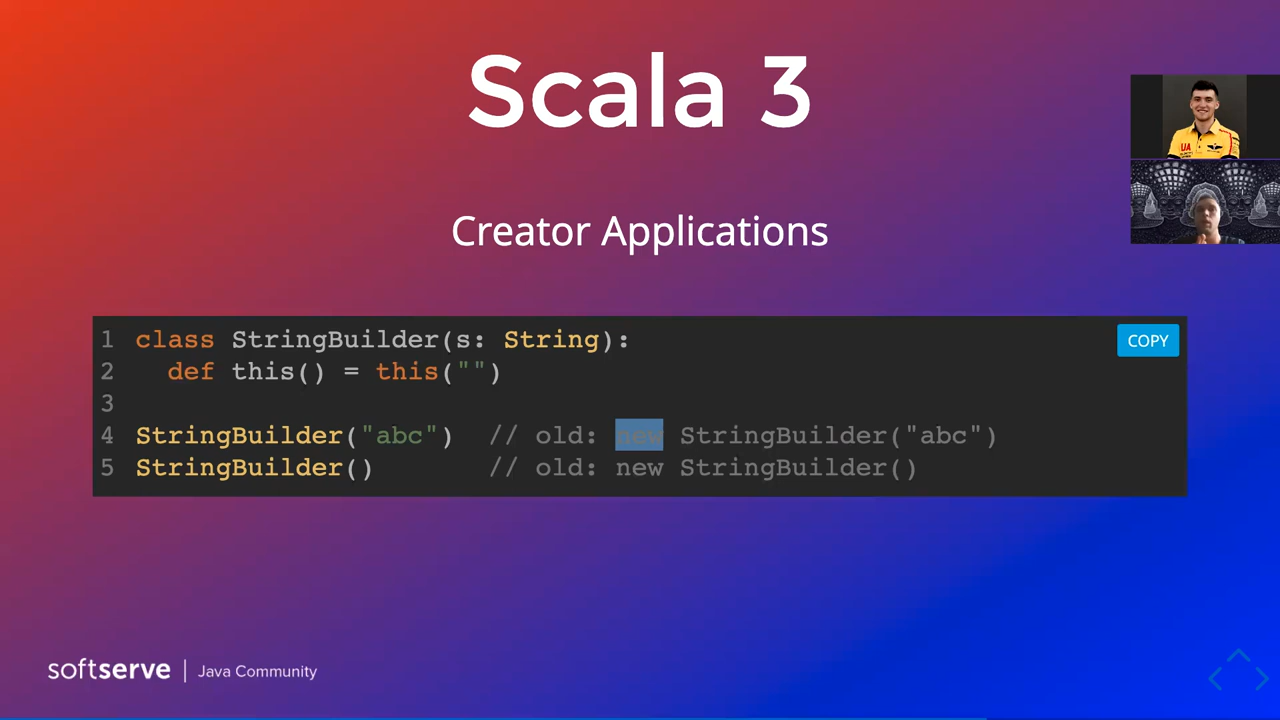 Scala 3
Creator Applications
1 class StringBuilder(s: String):
2   def this() = this("")
3
4 StringBuilder("abc")  // old: new StringBuilder("abc")
5 StringBuilder()       // old: new StringBuilder()
COPY
UA
softserve | Java Community